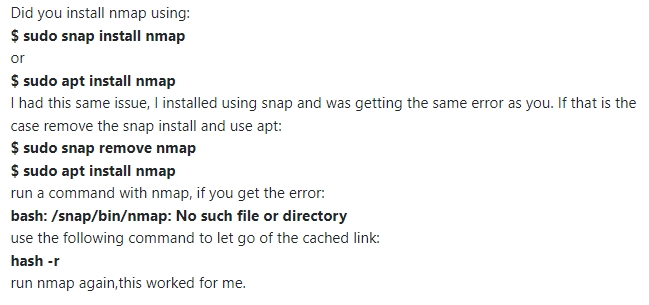 Did you install nmap using:
$ sudo snap install nmap
or
$ sudo apt install nmap
I had this same issue, I installed using snap and was getting the same error as you. If that is the
case remove the snap install and use apt:
$ sudo snap remove nmap
$ sudo apt install nmap
run a command with nmap, if you get the error:
bash: /snap/bin/nmap: No such file or directory
use the following command to let go of the cached link:
hash -r
run nmap again,this worked for me.